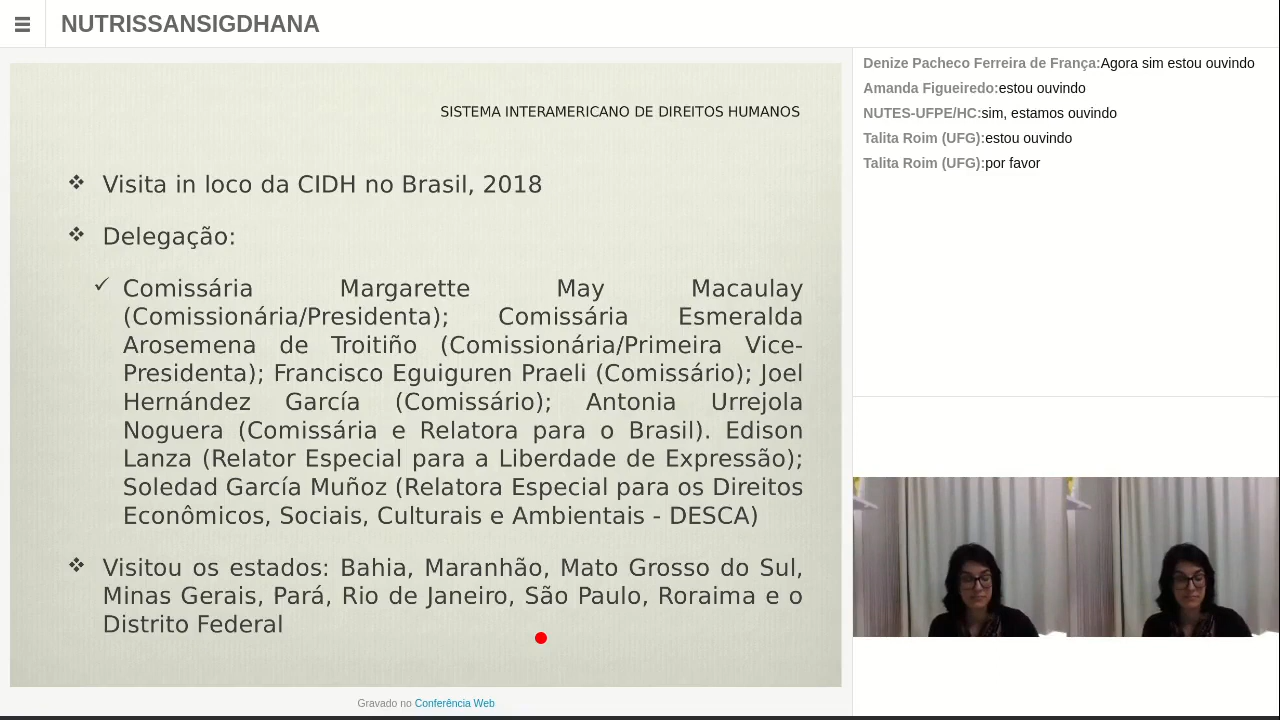 NUTRISSANSIGDHANA
SISTEMA INTERAMERICANO DE DIREITOS HUMANOS
Visita in loco da CIDH no Brasil, 2018
Delegação:
Comissária Margarette May Macaulay
(Comissionária/Presidenta); Comissária Esmeralda
Arosemena de Troitiño (Comissionária/Primeira Vice-
Presidenta); Francisco Eguiguren Praeli (Comissário); Joel
Hernández García (Comissário); Antonia Urrejola
Noguera (Comissária e Relatora para o Brasil). Edison
Lanza (Relator Especial para a Liberdade de Expressão);
Soledad García Muñoz (Relatora Especial para os Direitos
Econômicos, Sociais, Culturais e Ambientais - DESCA)
Visitou os estados: Bahia, Maranhão, Mato Grosso do Sul,
Minas Gerais, Pará, Rio de Janeiro, São Paulo, Roraima e o
Distrito Federal
Gravado no Conferência Web
Denize Pacheco Ferreira de França:Agora sim estou ouvindo
Amanda Figueiredo:estou ouvindo
NUTES-UFPE/HC:sim, estamos ouvindo
Talita Roim (UFG):estou ouvindo
Talita Roim (UFG):por favor